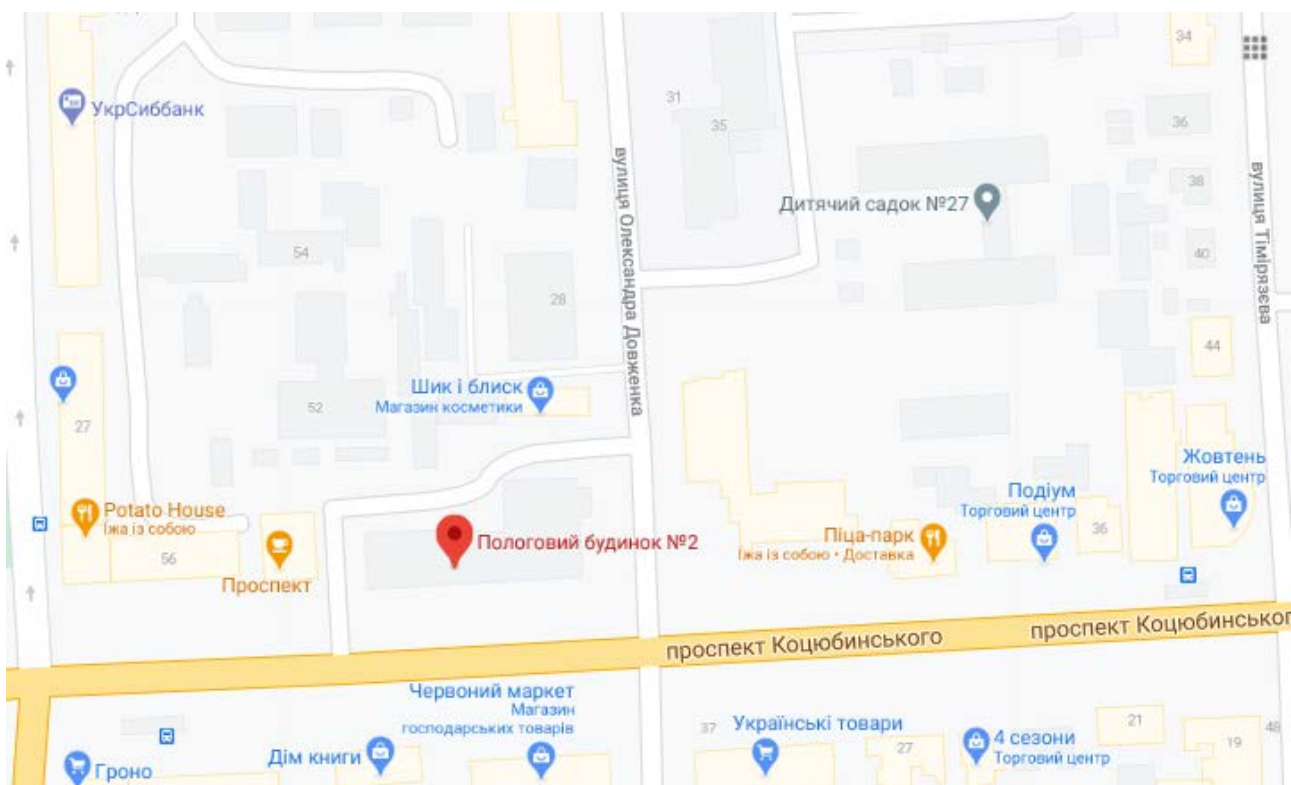 34
УкрСиббанк
31
35
36
38
Дитячий садок №27
вулиця Олександра Довженка
вулиця Тімірязєва
54
40
28
44
Шик і блиск
Магазин косметики
52
27
Жовтень
Торговий центр
Подіум
Торговий центр
Potato House
Їжа із собою
36
Піца-парк
Їжа із собою • Доставка
Пологовий будинок №2
56
Проспект
проспект Коцюбинського
проспект Коцюбинськог
Червоний маркет
Магазин
господарських товарів
37
Українські товари
21
48
4 сезони
Торговий центр
19
27
Дім книги
Гроно